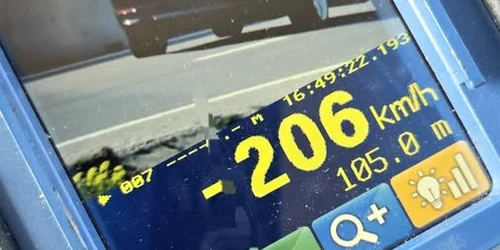 007 ---.- m 16:49:22.193
- 206 km/h
105.0 m